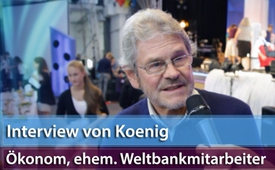 Interview von Koenig
Ökonom, ehem. Weltbankmitarbeiter